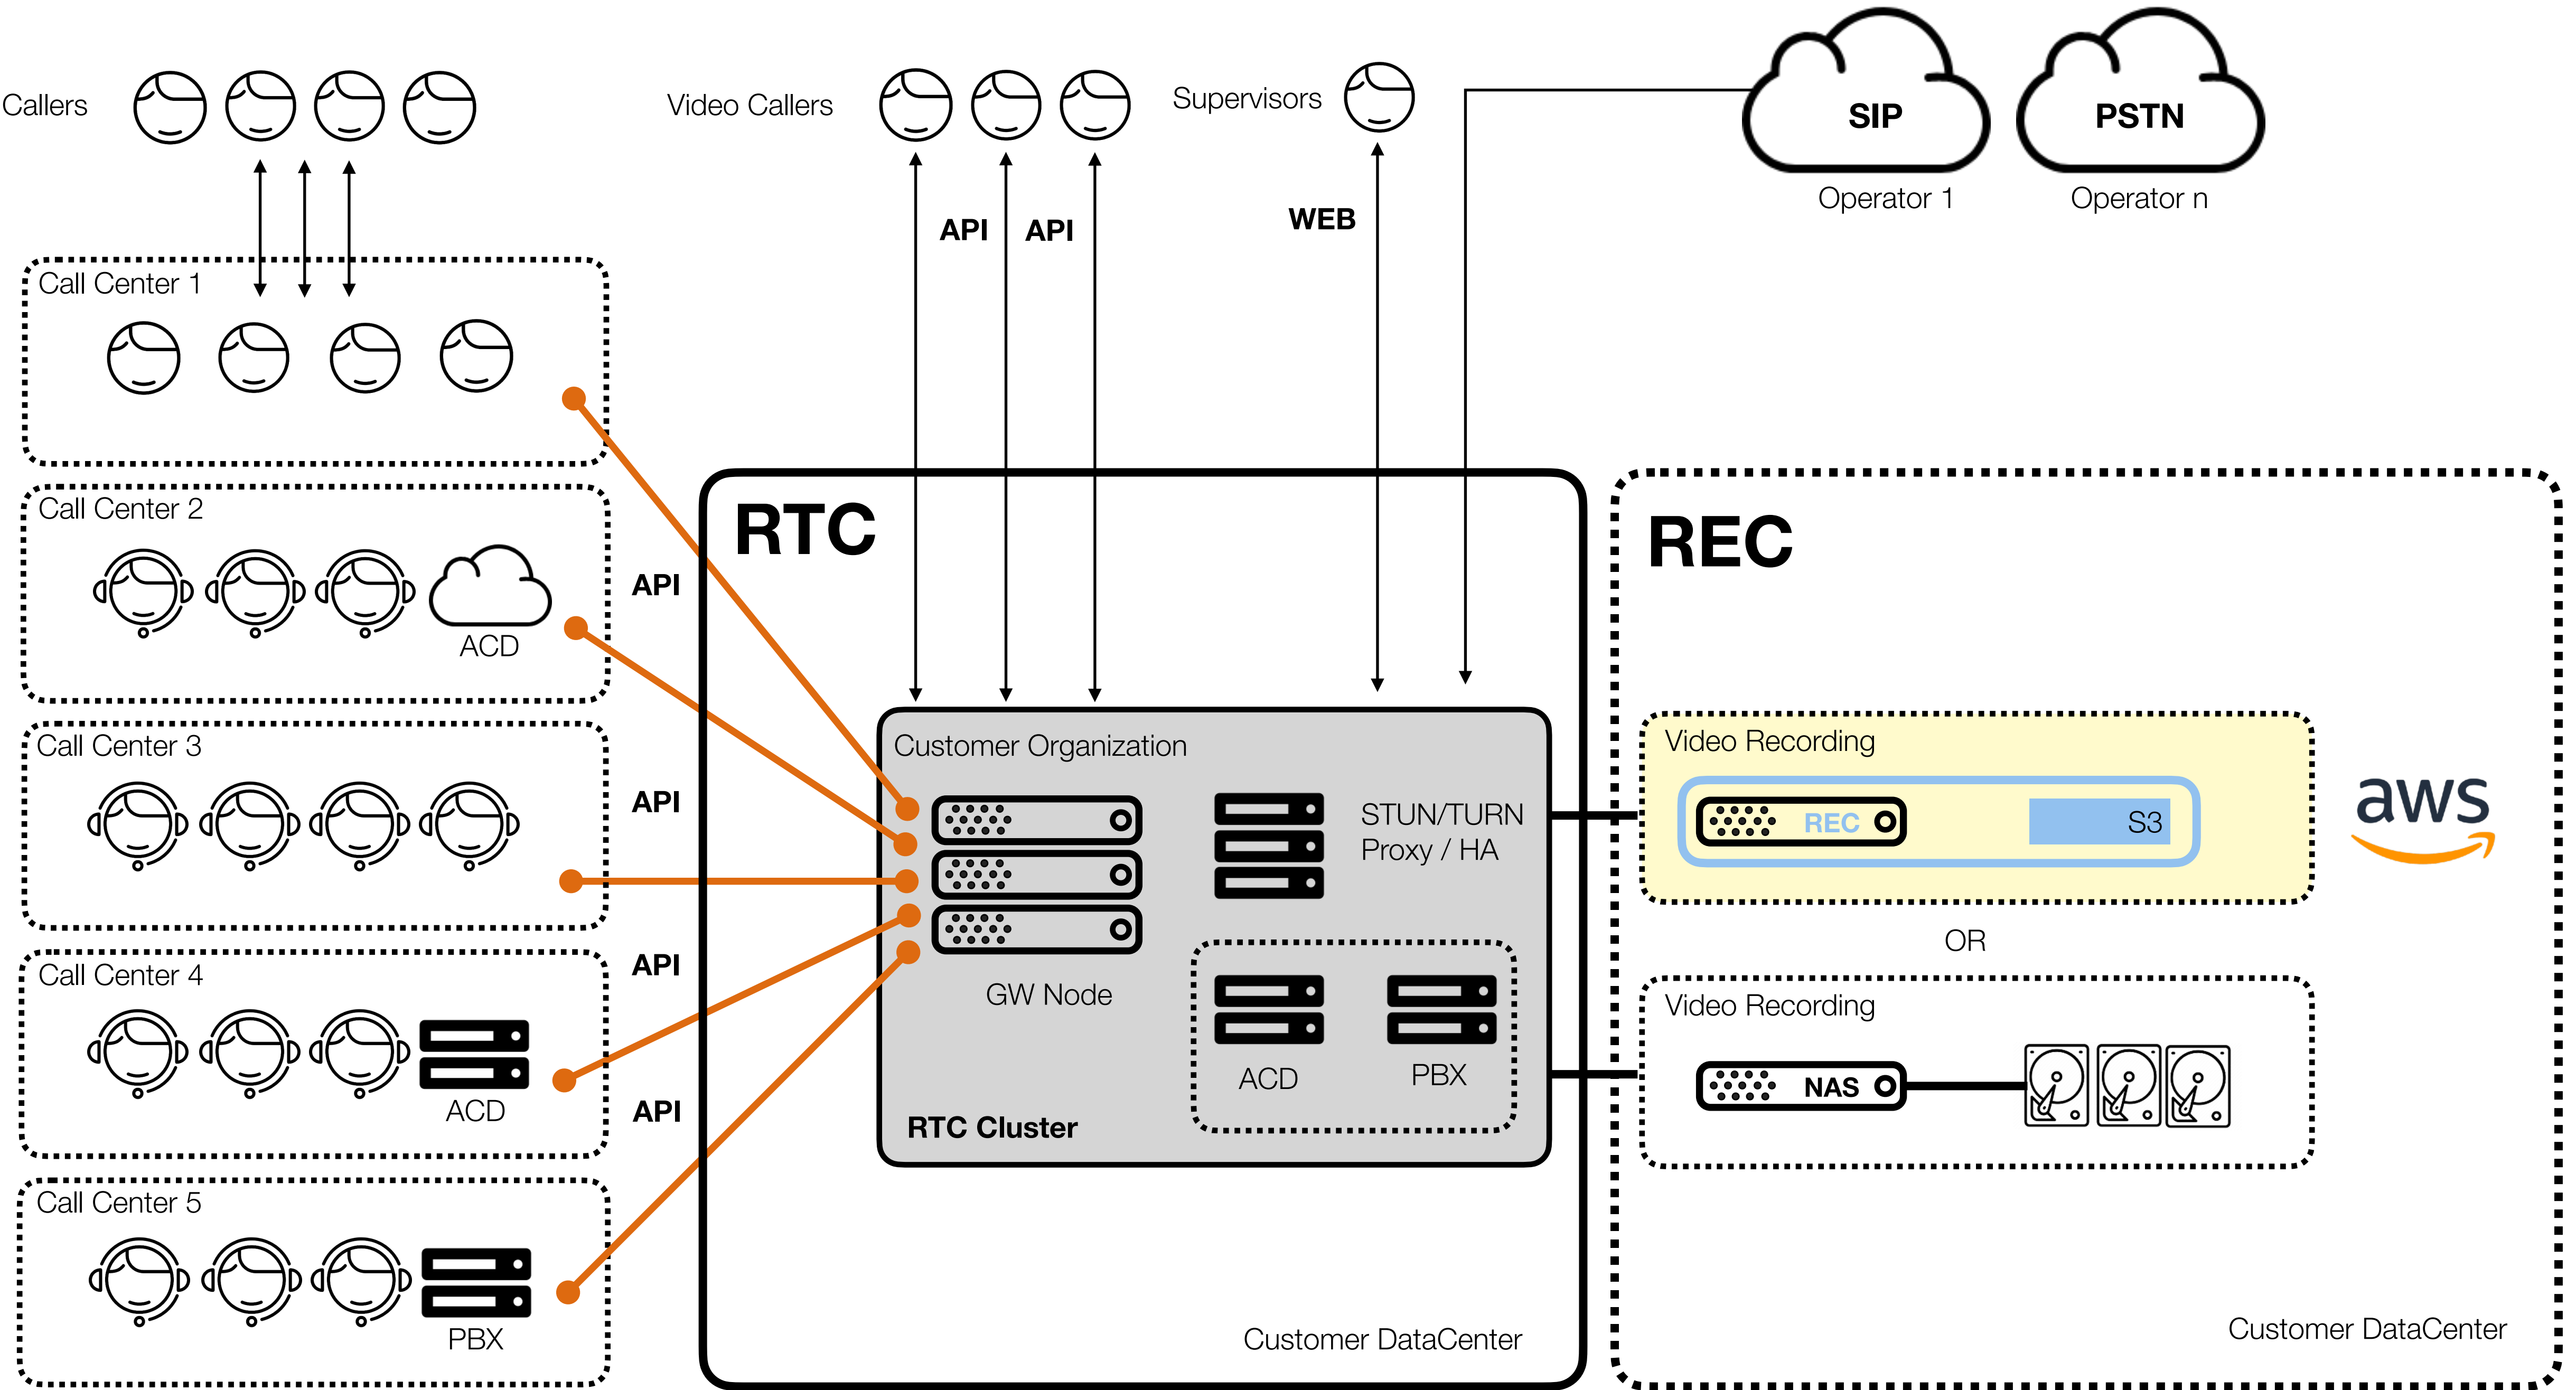 Callers
Video Callers
Supervisors
SIP
PSTN
Operator 1
Operator n
API
API
WEB
Call Center 1
Call Center 2
ACD
API
Call Center 3
API
Call Center 4
ACD
API
API
Call Center 5
PBX
RTC
Customer Organization
STUN/TURN
Proxy / HA
GW Node
ACD
PBX
RTC Cluster
Customer DataCenter
REC
Video Recording
REC
S3
aws
OR
Video Recording
NAS
Customer DataCenter